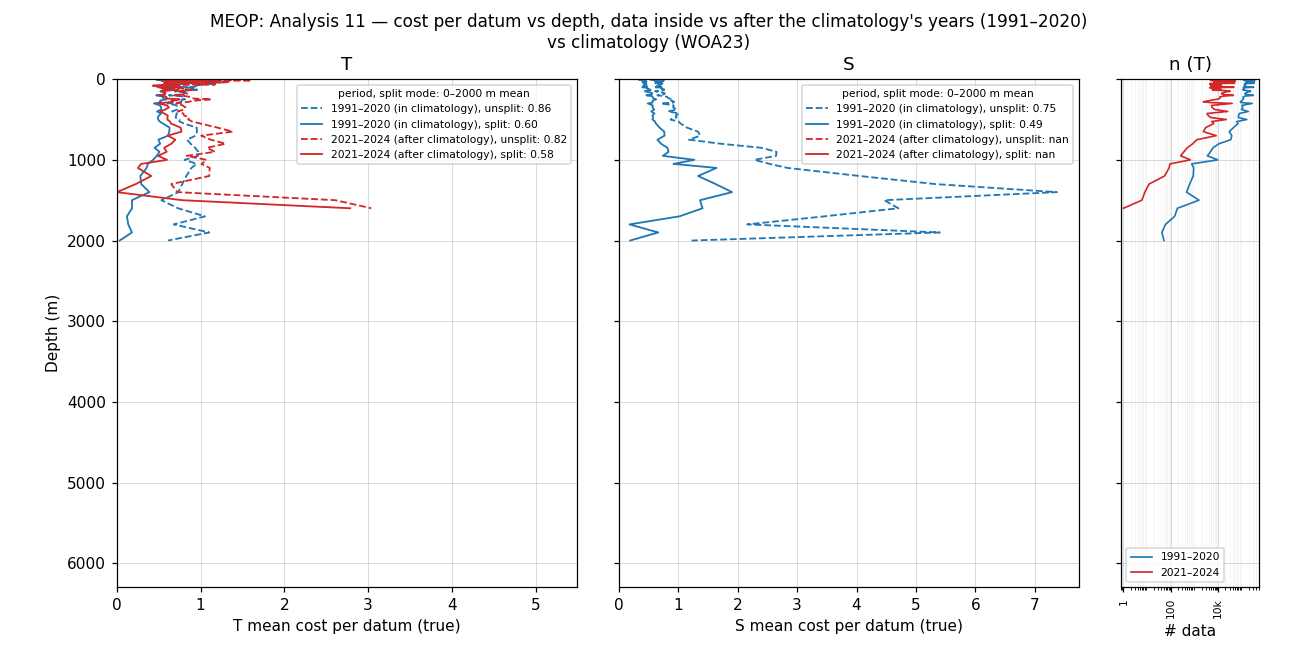 MEOP: Analysis 11 — cost per datum vs depth, data inside vs after the climatology's years (1991–2020)
vs climatology (WOA23)
T
S
n (T)
period, split mode: 0–2000 m mean
1991–2020 (in climatology), unsplit: 0.86
1991–2020 (in climatology), split: 0.60
2021–2024 (after climatology), unsplit: 0.82
2021–2024 (after climatology), split: 0.58
period, split mode: 0–2000 m mean
1991–2020 (in climatology), unsplit: 0.75
1991–2020 (in climatology), split: 0.49
2021–2024 (after climatology), unsplit: nan
2021–2024 (after climatology), split: nan
0
1000
2000
3000
4000
5000
6000
Depth (m)
0 1 2 3 4 5
T mean cost per datum (true)
0 1 2 3 4 5 6 7
S mean cost per datum (true)
1991–2020
2021–2024
1 100 10k
# data